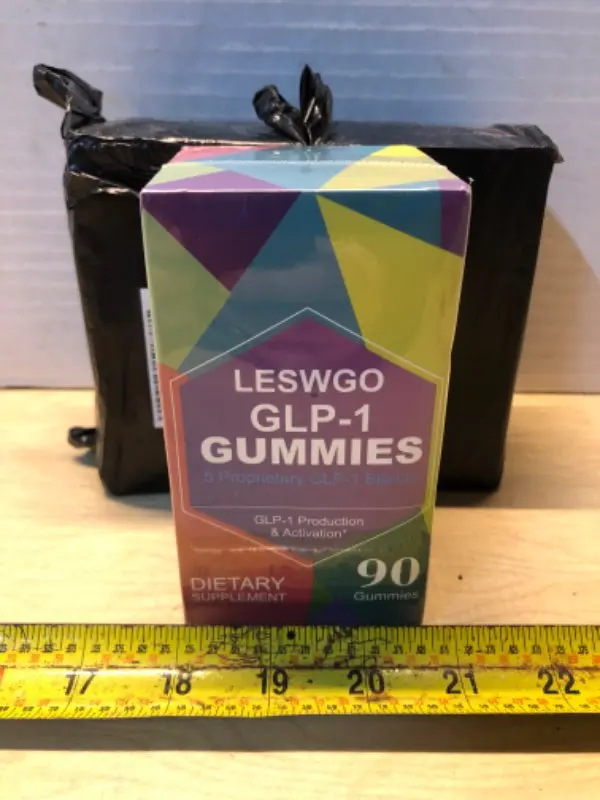 LESWGO
GLP-1
GUMMIES
5 Proprietary GLP-1
GLP-1 Production
& Activation*
DIETARY
SUPPLEMENT
90
Gummies
17 18 19 20 21 22